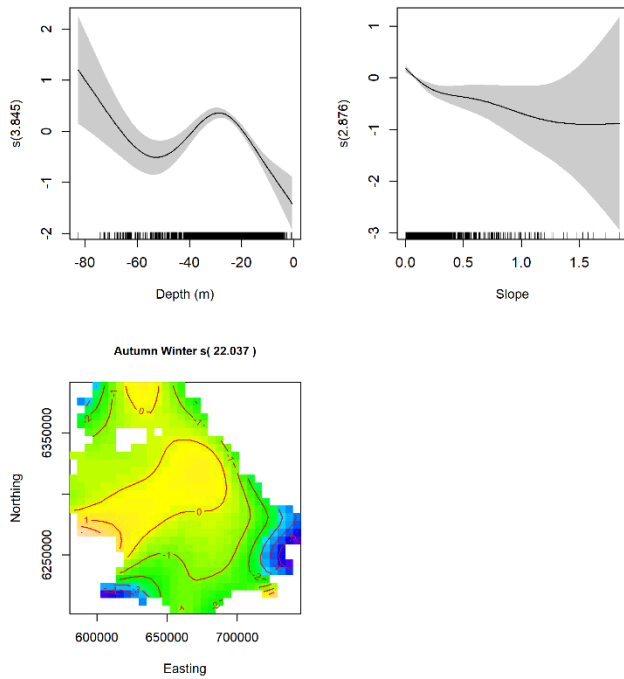 s(3.845)
2
1
0
-1
-2
-80 -60 -40 -20 0
Depth (m)
s(2.876)
1
0
-1
-2
-3
0.0 0.5 1.0 1.5
Slope
Autumn Winter s( 22.037 )
Northing
6350000
6250000
600000 650000 700000
Easting
0
-1
0
-1